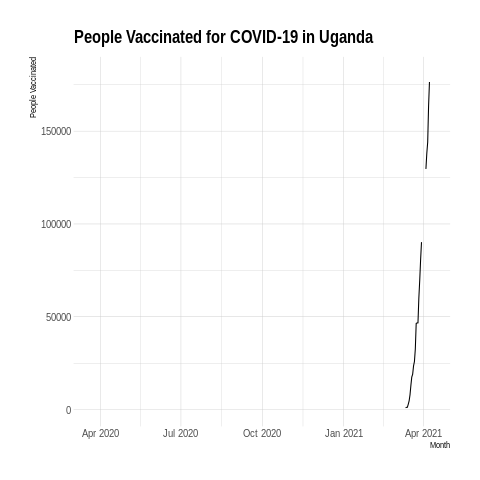 People Vaccinated for COVID-19 in Uganda
People Vaccinated
150000
100000
50000
0
Apr 2020 Jul 2020 Oct 2020 Jan 2021 Apr 2021
Month